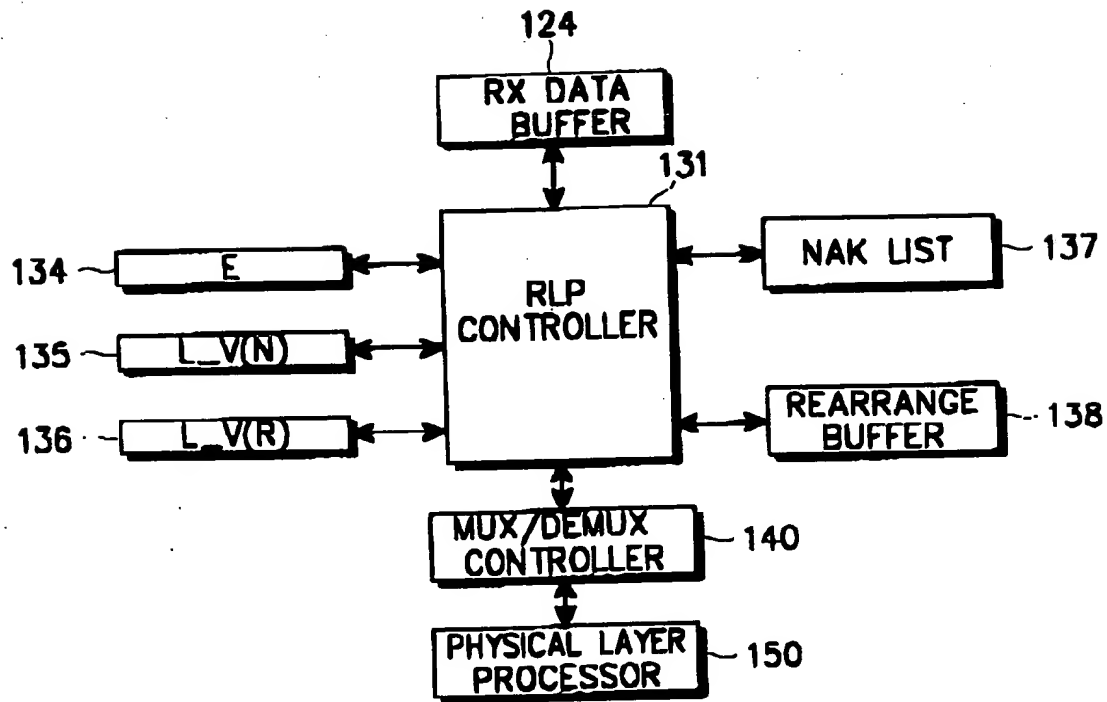 124
RX DATA
BUFFER
131
134
E
NAK LIST
137
RLP
CONTROLLER
135
L_V(N)
136
L_V(R)
REARRANGE
BUFFER
138
MUX/DEMUX
CONTROLLER
140
PHYSICAL LAYER
PROCESSOR
150